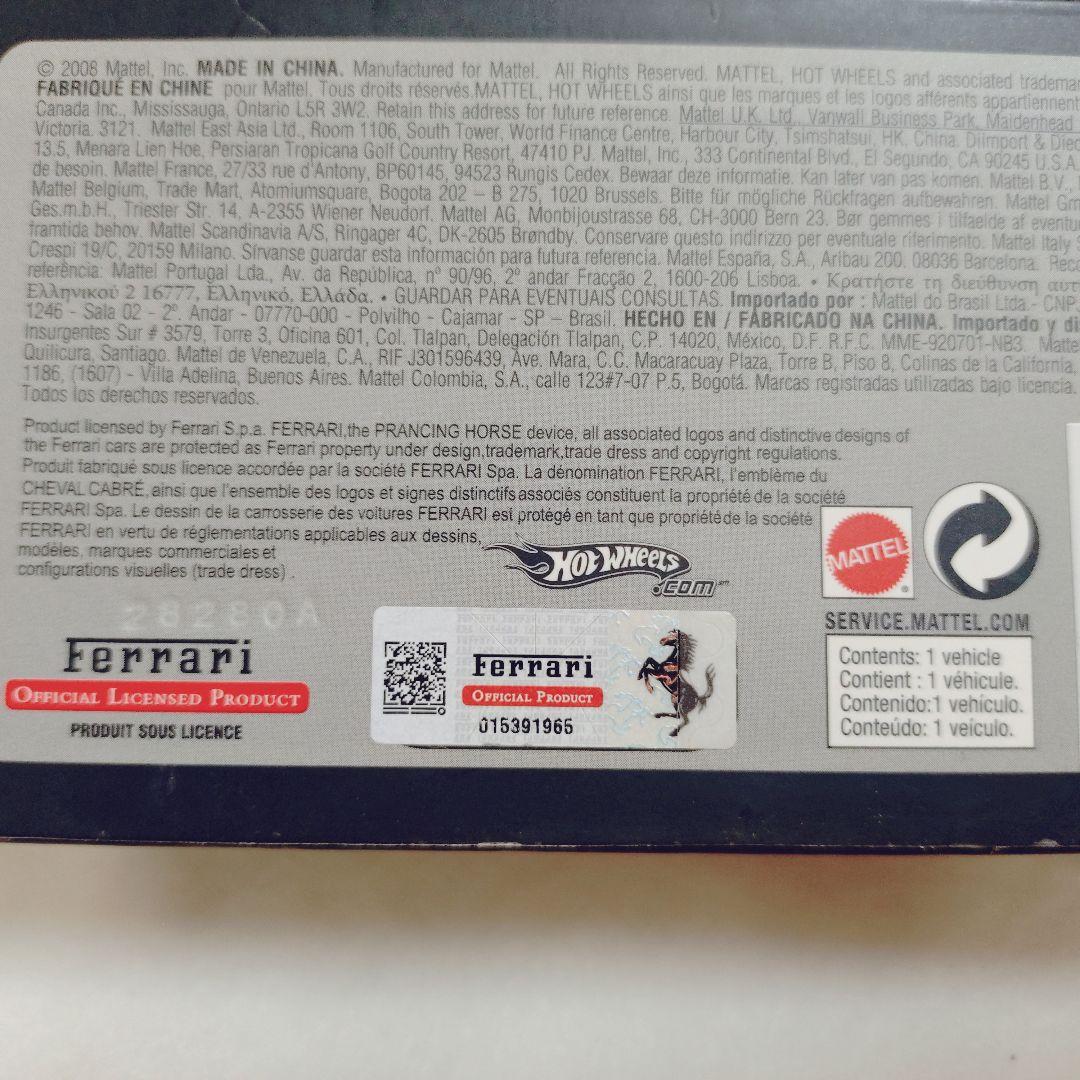 © 2008 Mattel, Inc. MADE IN CHINA. Manufactured for Mattel. All Rights Reserved. MATTEL, HOT WHEELS and associated
FABRIQUÉ EN CHINE pour Mattel. Tous droits réservés.MATTEL, HOT WHEELS ainsi que les marques et les logos afférents appartiennent
Canada Inc., Mississauga, Ontario L5R 3W2. Retain this address for future reference. Mattel U.K. Ltd., Vanwall Business Park, Maidenhead
Victoria. 3121. Mattel East Asia Ltd., Room 1106, South Tower, World Finance Centre, Harbour City, Tsimshatsui, HK, China. Diimport &
13.5, Menara Lien Hoe, Persiaran Tropicana Golf Country Resort, 47410 PJ. Mattel, Inc., 333 Continental Blvd., El Segundo, CA 90245 U.S.A.
de besoin. Mattel France, 27/33 rue d'Antony, BP60145, 94523 Rungis Cedex. Bewaar deze informatie. Kan later van pas komen. Mattel B.V.,
Mattel Belgium, Trade Mart, Atomiumsquare, Bogota 202 – B 275, 1020 Brussels. Bitte für mögliche Rückfragen aufbewahren. Mattel
Ges.m.b.H., Triester Str. 14, A-2355 Wiener Neudorf. Mattel AG, Monbijoustrasse 68, CH-3000 Bern 23. Bør gemmes i tilfælde af
framtida behov. Mattel Scandinavia A/S, Ringager 4C, DK-2605 Brøndby. Conservare questo indirizzo per eventuale riferimento. Mattel Italy
Crespi 19/C, 20159 Milano. Sírvanse guardar esta información para futura referencia. Mattel España, S.A., Aribau 200. 08036 Barcelona.
referência. Mattel Portugal Lda., Av. da República, nº 90/96, 2º andar Fracção 2, 1600-206 Lisboa. • Κρατήστε τη διεύθυνση
Ελληνικού 2 16777, Ελληνικό, Ελλάδα. • GUARDAR PARA EVENTUAIS CONSULTAS. Importado por : Mattel do Brasil Ltda.- CNP
1246 - Sala 02 - 2º. Andar - 07770-000 - Polvilho - Cajamar - SP – Brasil. HECHO EN / FABRICADO NA CHINA. Importado y
Insurgentes Sur # 3579, Torre 3, Oficina 601, Col. Tlalpan, Delegación Tlalpan, C.P. 14020, México, D.F. R.F.C. MME-920701-NB3.
Quilicura, Santiago. Mattel de Venezuela, C.A., RIF J301596439, Ave. Mara, C.C. Macaracuay Plaza, Torre B, Piso 8, Colinas de la California,
1186, (1607) - Villa Adelina, Buenos Aires. Mattel Colombia, S.A., calle 123#7-07 P.5, Bogotá. Marcas registradas utilizadas bajo licencia.
Todos los derechos reservados.
Product licensed by Ferrari S.p.a. FERRARI,the PRANCING HORSE device, all associated logos and distinctive designs of
the Ferrari cars are protected as Ferrari property under design,trademark,trade dress and copyright regulations.
Produit fabriqué sous licence accordée par la société FERRARI Spa. La dénomination FERRARI, l'emblème du
CHEVAL CABRÉ,ainsi que l'ensemble des logos et signes distinctifs associés constituent la propriété de la société
FERRARI Spa. Le dessin de la carrosserie des voitures FERRARI est protégé en tant que propriété de la société
FERRARI en vertu de réglementations applicables aux dessins,
modèles, marques commerciales et
configurations visuelles (trade dress) .
HOT WHEELS
.COM℠
MATTEL®
SERVICE.MATTEL.COM
28280A
Ferrari
OFFICIAL LICENSED PRODUCT
PRODUIT SOUS LICENCE
Ferrari
OFFICIAL PRODUCT
015391965
Contents: 1 vehicle
Contient : 1 véhicule.
Contenido:1 vehículo.
Conteúdo: 1 veículo.